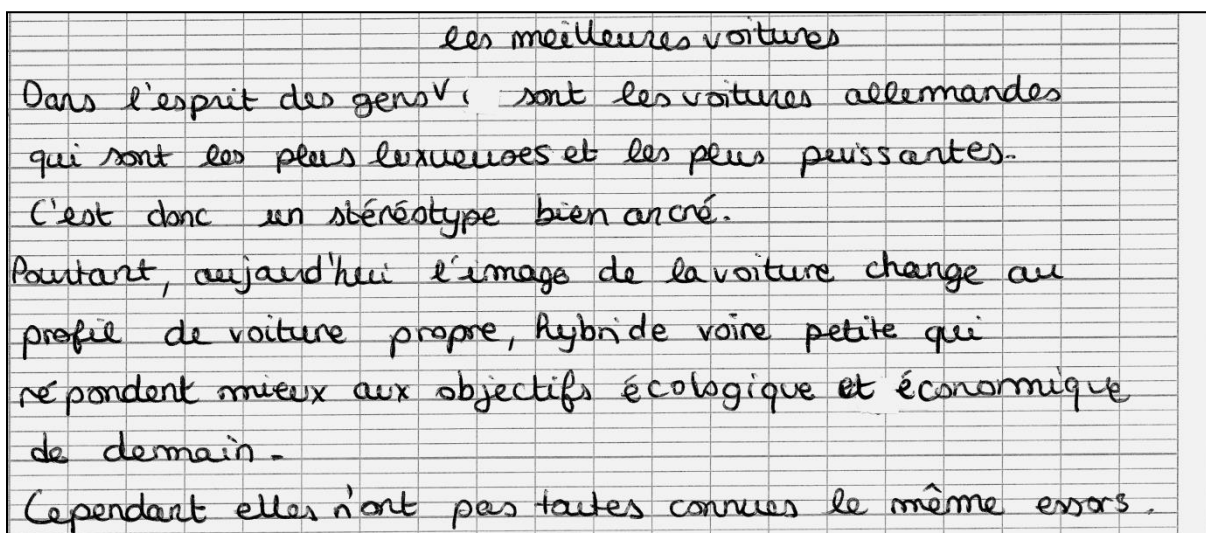 les meilleures voitures
Dans l'esprit des gens sont les voitures allemandes
qui sont les plus luxueuses et les plus puissantes.
C'est donc un stéréotype bien ancré.
Pourtant, aujaurd'hui l'image de la voiture change au
profil de voiture propre, hybride voire petite qui
répondent mieux aux objectifs écologique et économique
de demain.
Cependant elles n'ont pas toutes connues le même essors.